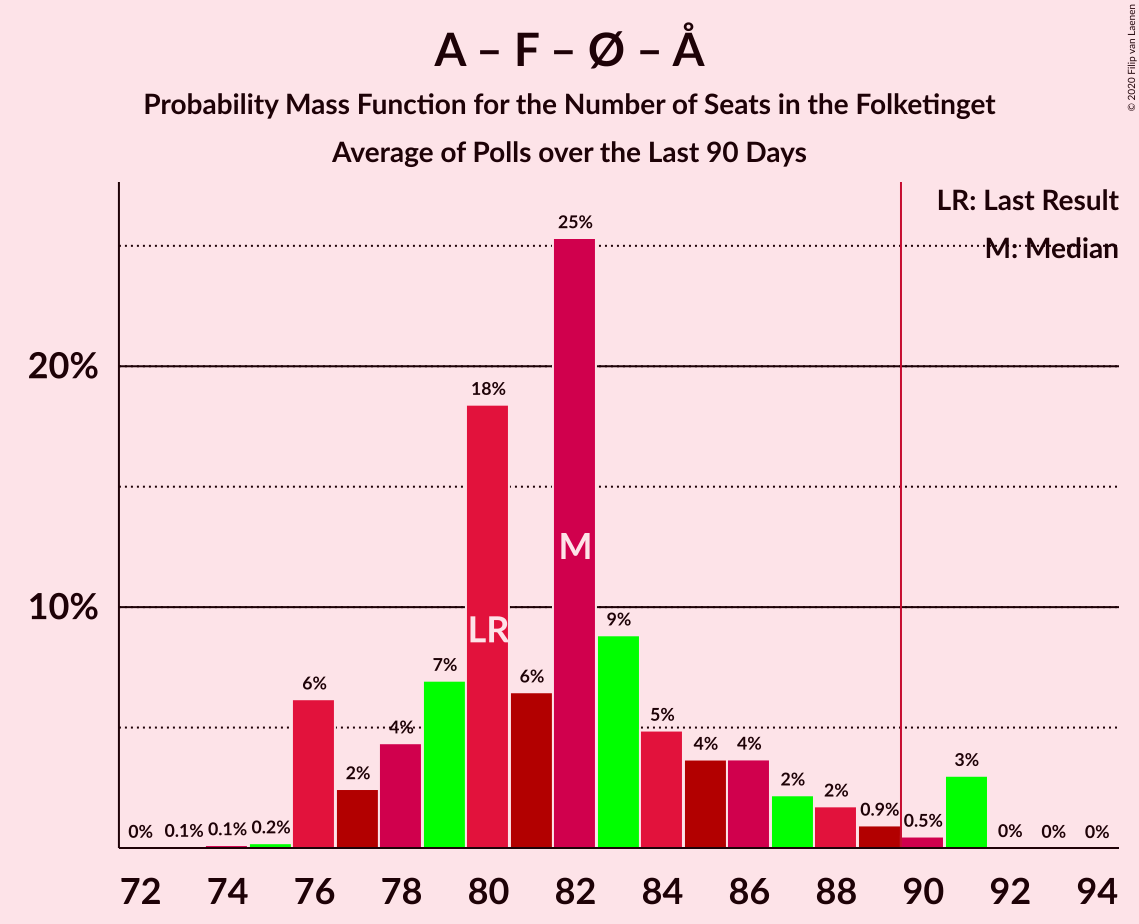 A – F – Ø – Å
Probability Mass Function for the Number of Seats in the Folketinget
Average of Polls over the Last 90 Days
© 2020 Filip van Laenen
LR: Last Result
M: Median
25%
20%
18%
M
10%
9%
LR
7%
6%
6%
5%
4%
4%
4%
3%
2%
2%
2%
0.9%
0.5%
0%
0.1%
0.1%
0.2%
0%
0%
0%
72 74 76 78 80 82 84 86 88 90 92 94